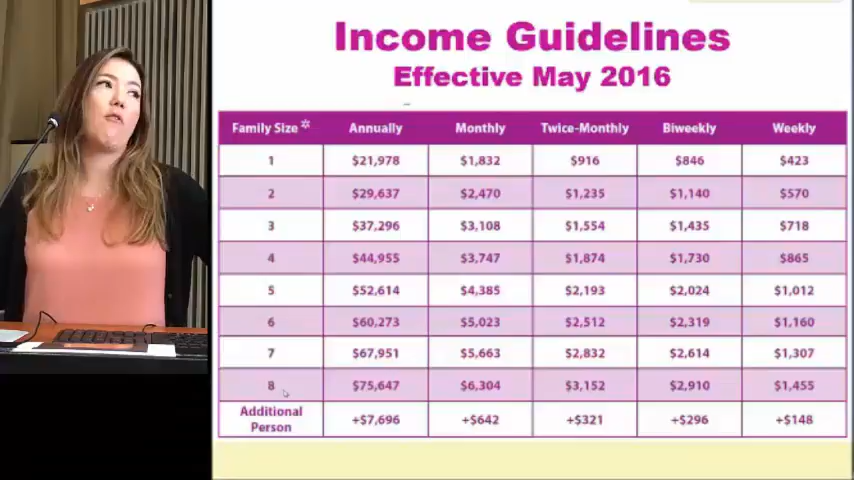 Income Guidelines
Effective May 2016
Family Size* Annually Monthly Twice-Monthly Biweekly Weekly
1 $21,978 $1,832 $916 $846 $423
2 $29,637 $2,470 $1,235 $1,140 $570
3 $37,296 $3,108 $1,554 $1,435 $718
4 $44,955 $3,747 $1,874 $1,730 $865
5 $52,614 $4,385 $2,193 $2,024 $1,012
6 $60,273 $5,023 $2,512 $2,319 $1,160
7 $67,951 $5,663 $2,832 $2,614 $1,307
8 $75,647 $6,304 $3,152 $2,910 $1,455
Additional Person +$7,696 +$642 +$321 +$296 +$148